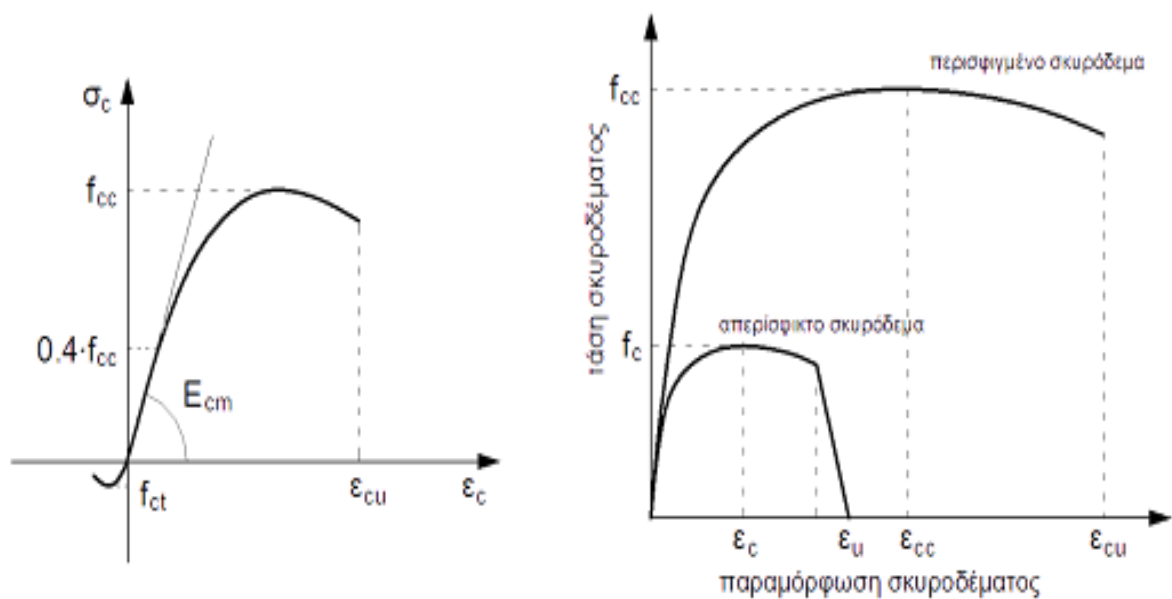 σc
fcc
0.4·fcc
Ecm
fct
εcu
εc
περισφιγμένο σκυρόδεμα
fcc
τάση σκυροδέματος
απερίσφικτο σκυρόδεμα
fc
εc
εu
εcc
εcu
παραμόρφωση σκυροδέματος